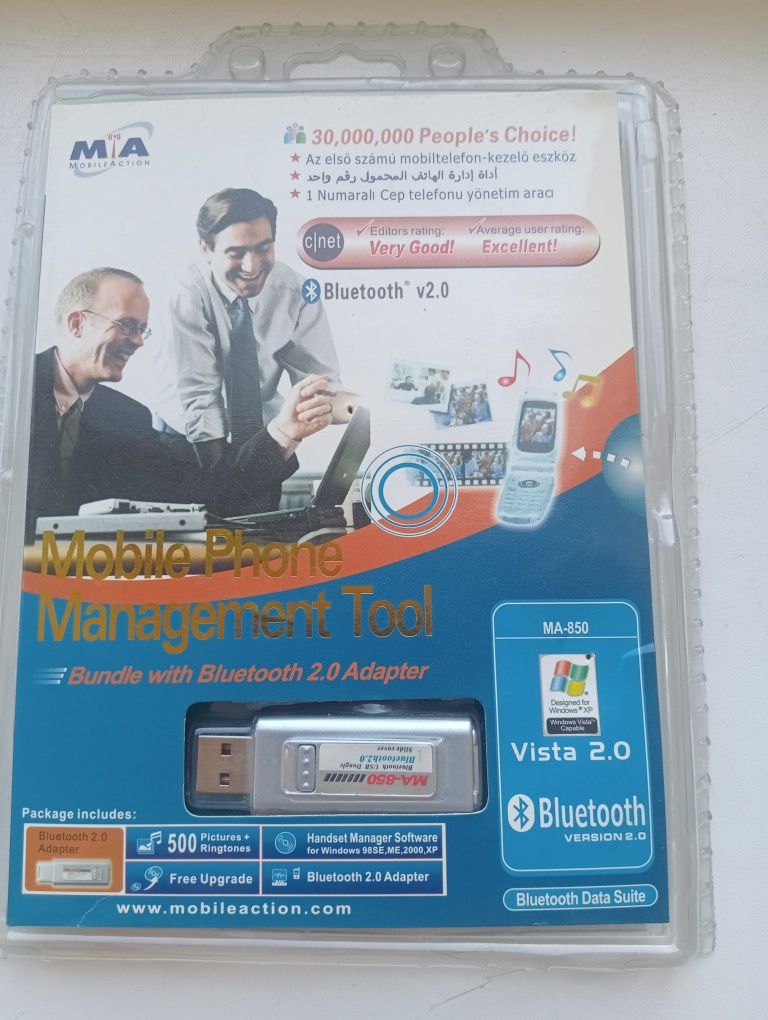 MA
MOBILEACTION
30,000,000 People's Choice!
Az első számú mobiltelefon-kezelő eszköz
أداة إدارة الهاتف المحمول رقم واحد
1 Numaralı Cep telefonu yönetim aracı
c|net
Editors rating:
Very Good!
Average user rating:
Excellent!
Bluetooth® v2.0
Mobile Phone
Management Tool
Bundle with Bluetooth 2.0 Adapter
MA-850
Designed for
Windows® XP
Windows Vista™
Capable
Vista 2.0
Bluetooth
VERSION 2.0
MA-850
Bluetooth USB Dongle
Bluetooth2.0
Slide cover
Package includes:
Bluetooth 2.0
Adapter
500 Pictures +
Ringtones
Handset Manager Software
for Windows 98SE,ME,2000,XP
Free Upgrade
Bluetooth 2.0 Adapter
Bluetooth Data Suite
www.mobileaction.com